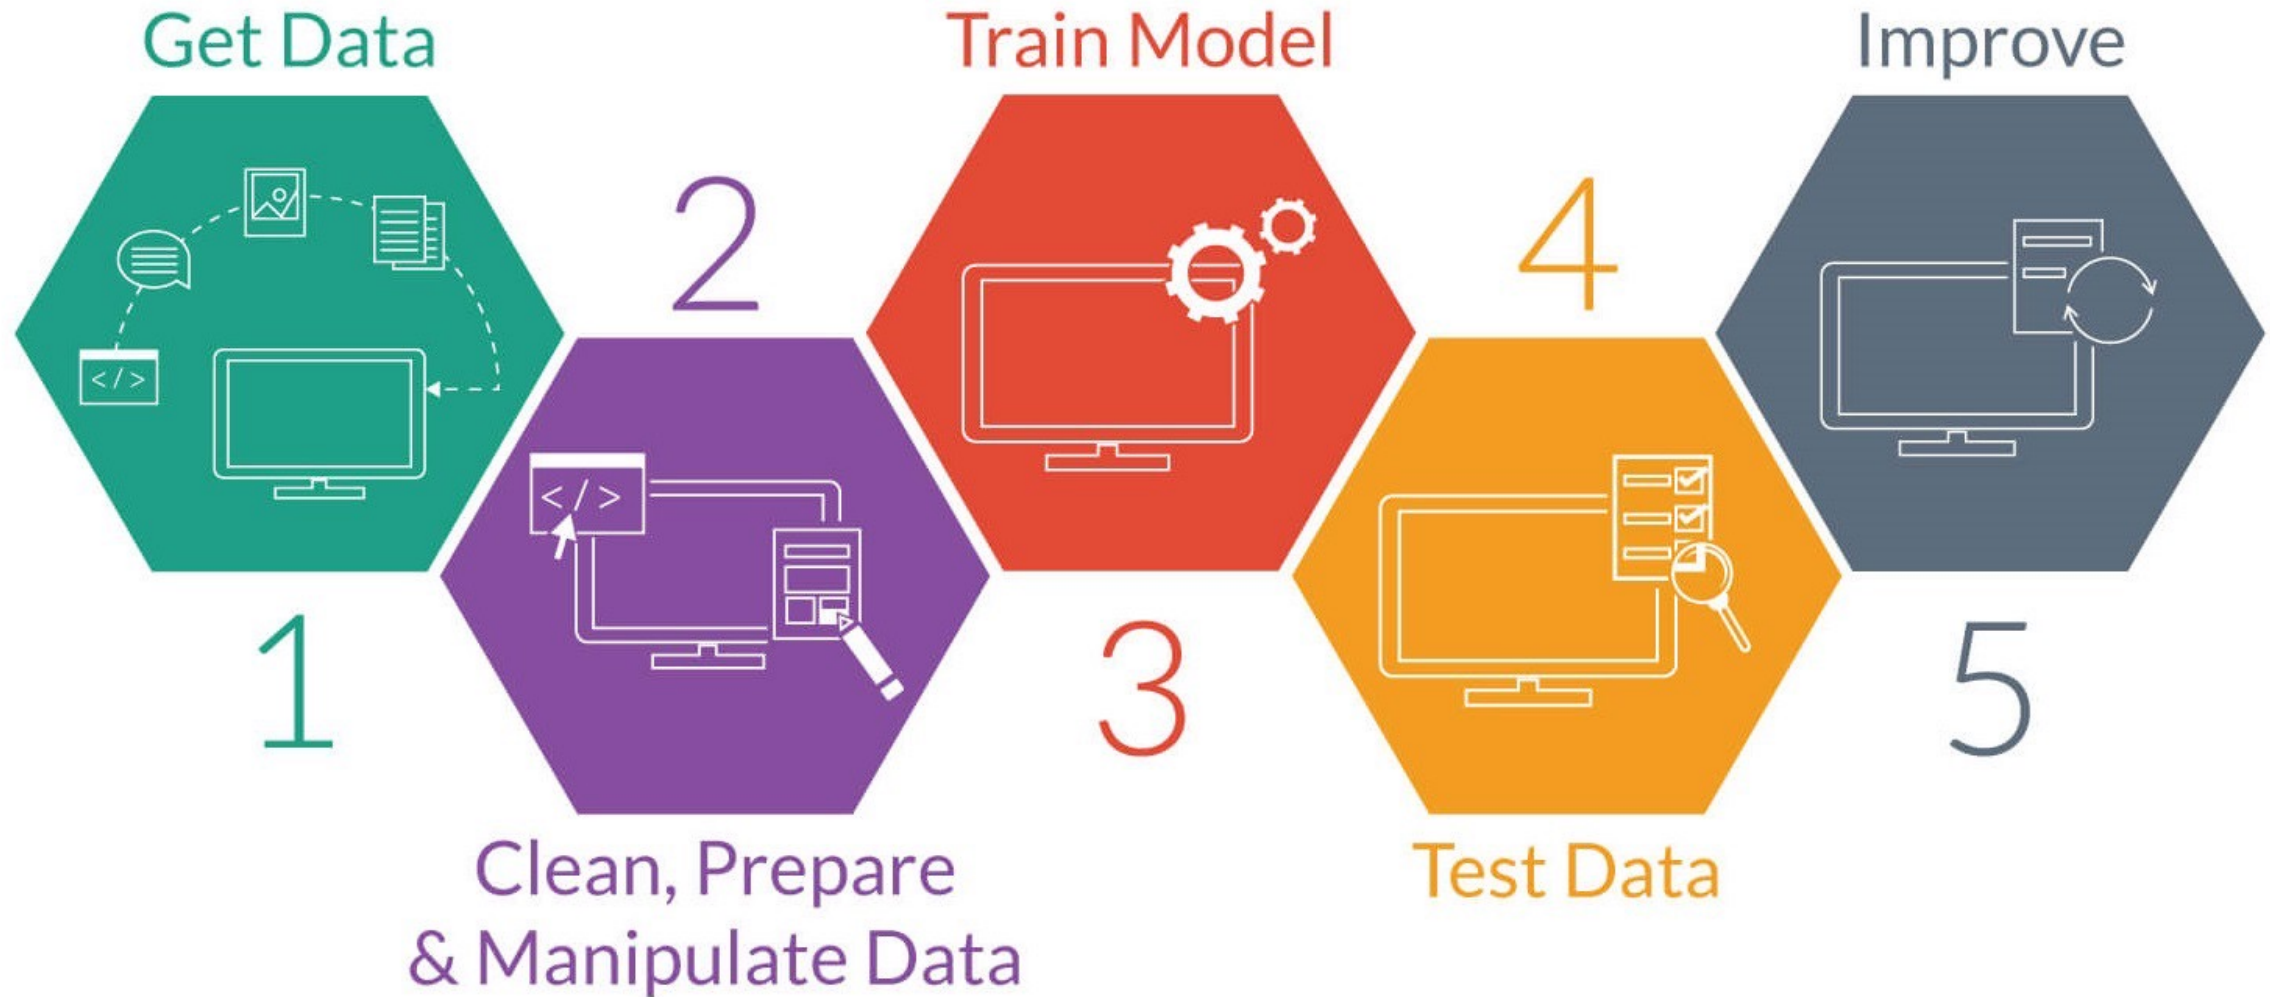 Get Data
1
2
Clean, Prepare
& Manipulate Data
</>
</>
Train Model
3
4
Test Data
Improve
5